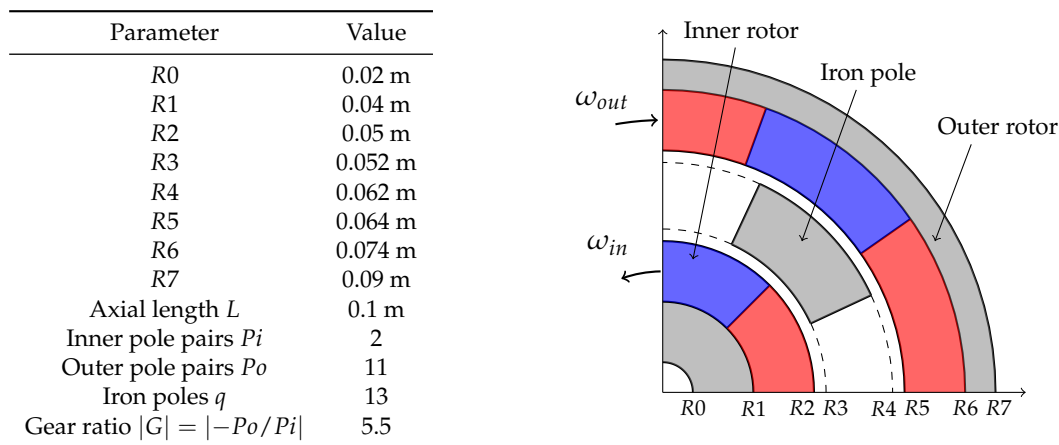 Parameter Value
R0 0.02 m
R1 0.04 m
R2 0.05 m
R3 0.052 m
R4 0.062 m
R5 0.064 m
R6 0.074 m
R7 0.09 m
Axial length L 0.1 m
Inner pole pairs Pi 2
Outer pole pairs Po 11
Iron poles q 13
Gear ratio |G| = |−Po/Pi| 5.5
Inner rotor
Iron pole
ω_out
Outer rotor
ω_in
R0 R1 R2 R3 R4 R5 R6 R7